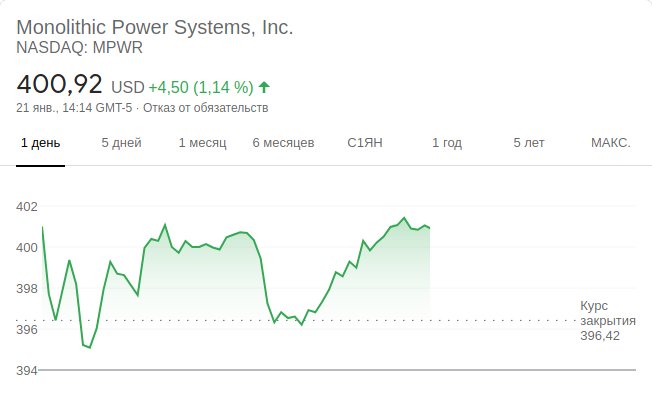 Monolithic Power Systems, Inc.
NASDAQ: MPWR
400,92 USD +4,50 (1,14 %)
21 янв., 14:14 GMT-5 · Отказ от обязательств
1 день 5 дней 1 месяц 6 месяцев С1ЯН 1 год 5 лет МАКС.
402
400
398
396
394
Курс
закрытия
396,42